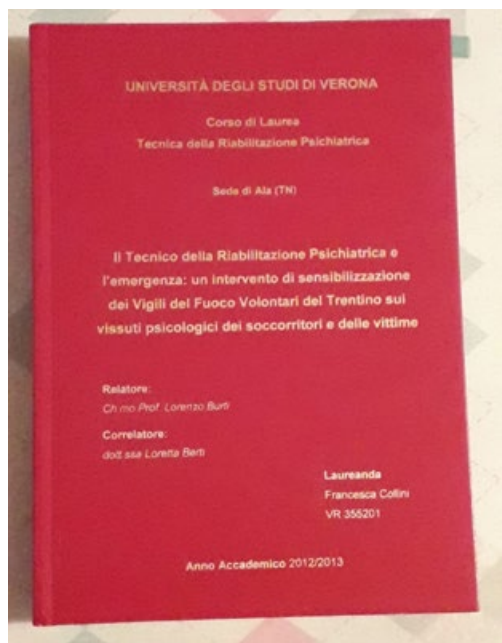 UNIVERSITÀ DEGLI STUDI DI VERONA
Corso di Laurea
Tecnica della Riabilitazione Psichiatrica
Sede di Ala (TN)
Il Tecnico della Riabilitazione Psichiatrica e
l'emergenza: un intervento di sensibilizzazione
dei Vigili del Fuoco Volontari del Trentino sui
vissuti psicologici dei soccorritori e delle vittime
Relatore:
Ch.mo Prof. Lorenzo Burti
Correlatore:
dott.ssa Loretta Berti
Laureanda
Francesca Collini
VR 355201
Anno Accademico 2012/2013